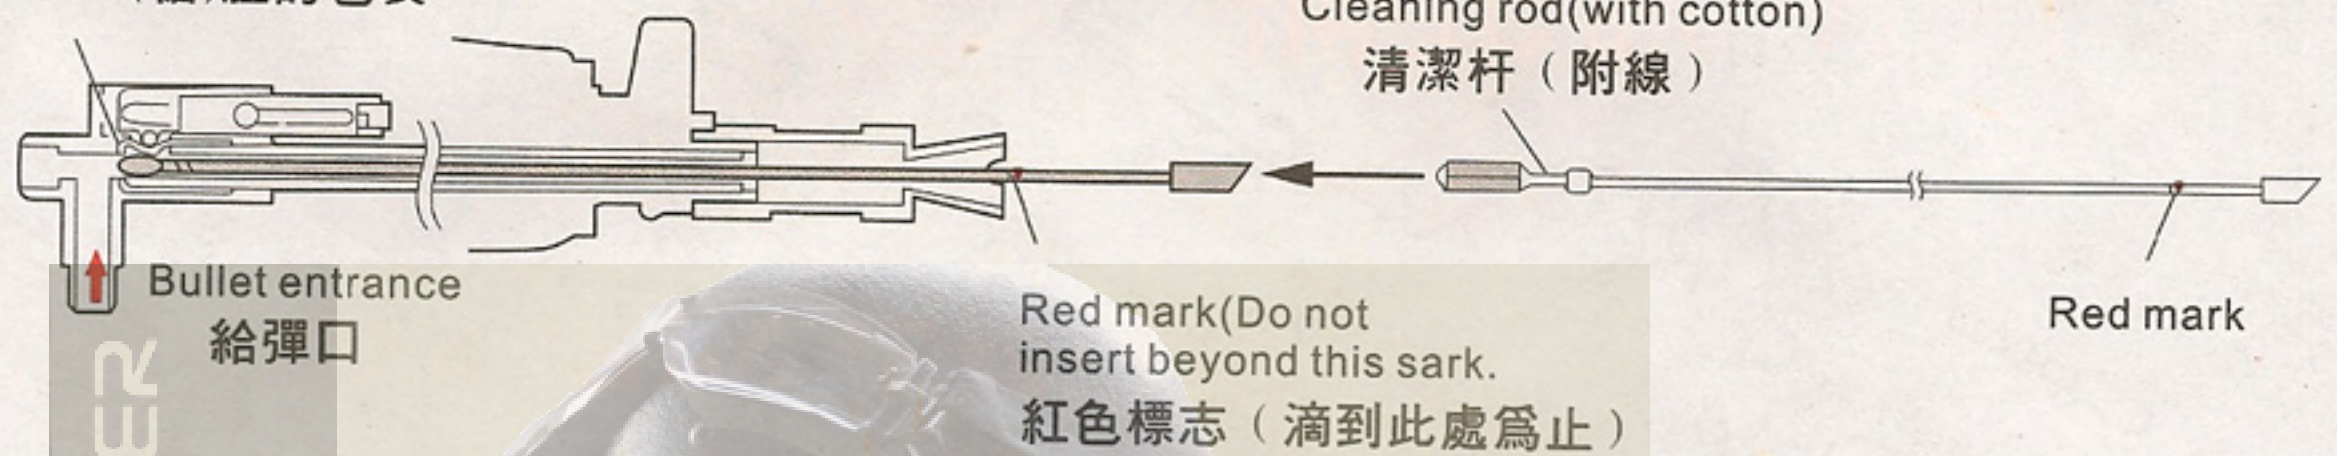 Cleaning rod(with cotton)
清潔杆（附線）
Bullet entrance
給彈口
Red mark(Do not
insert beyond this sark.
紅色標志（滴到此處爲止）
Red mark
ER